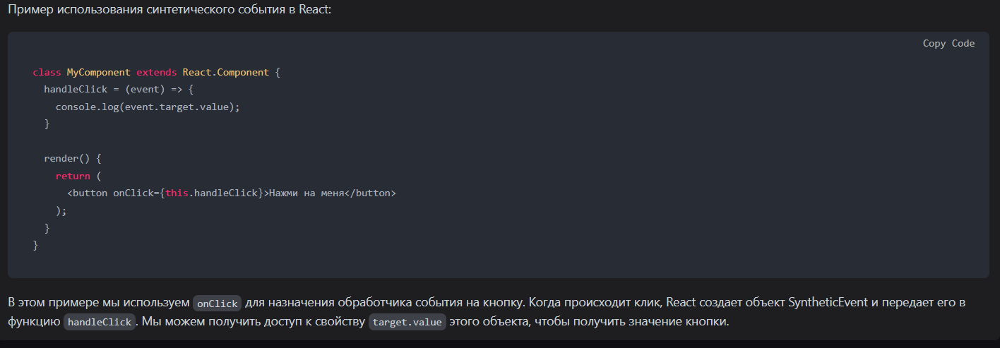 Пример использования синтетического события в React:
Copy Code
class MyComponent extends React.Component {
  handleClick = (event) => {
    console.log(event.target.value);
  }
  render() {
    return (
      <button onClick={this.handleClick}>Нажми на меня</button>
    );
  }
}
В этом примере мы используем onClick для назначения обработчика события на кнопку. Когда происходит клик, React создает объект SyntheticEvent и передает его в
функцию handleClick. Мы можем получить доступ к свойству target.value этого объекта, чтобы получить значение кнопки.